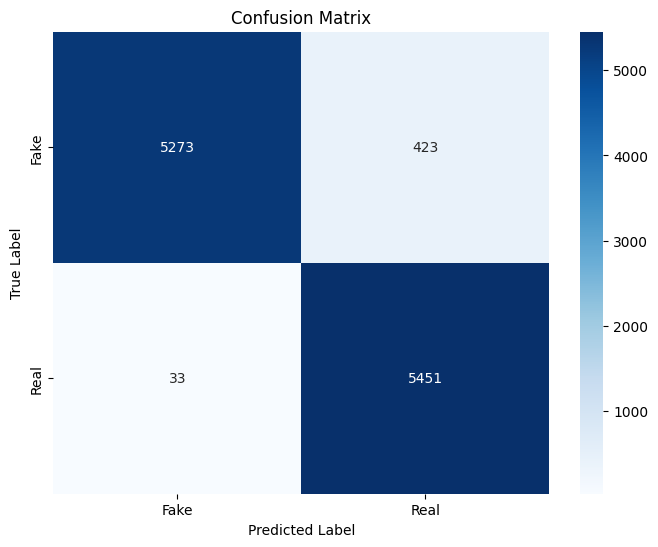 Confusion Matrix
5000
4000
3000
2000
1000
True Label
Fake
5273
423
Real
33
5451
Fake
Real
Predicted Label